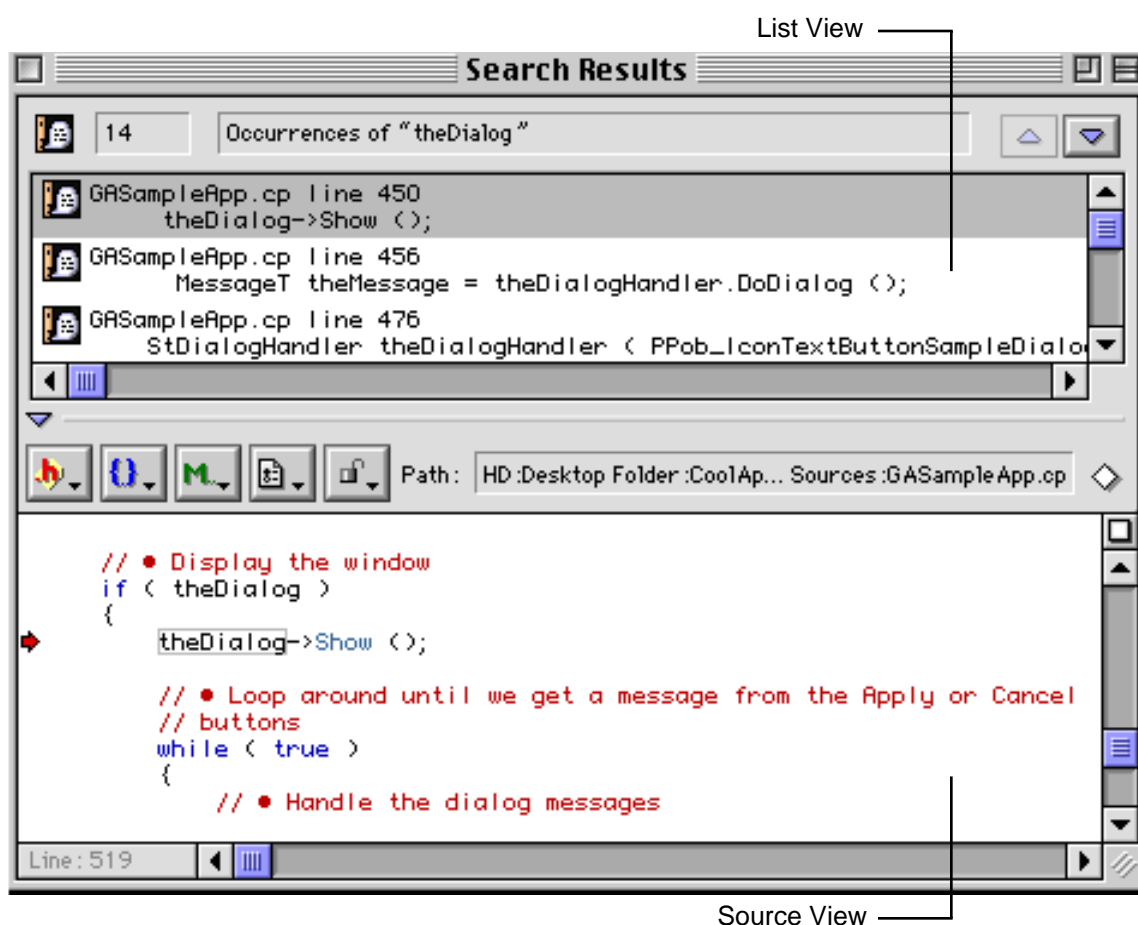 List View
Search Results
14
Occurrences of “theDialog”
GASampleApp.cp line 450
theDialog->Show ();
GASampleApp.cp line 456
MessageT theMessage = theDialogHandler.DoDialog ();
GASampleApp.cp line 476
StDialogHandler theDialogHandler ( PPob_IconTextButtonSampleDialo
h {} M.. Path: HD:Desktop Folder:CoolAp... Sources:GASampleApp.cp
// • Display the window
if ( theDialog )
{
theDialog->Show ();
// • Loop around until we get a message from the Apply or Cancel
// buttons
while ( true )
{
// • Handle the dialog messages
Line: 519
Source View